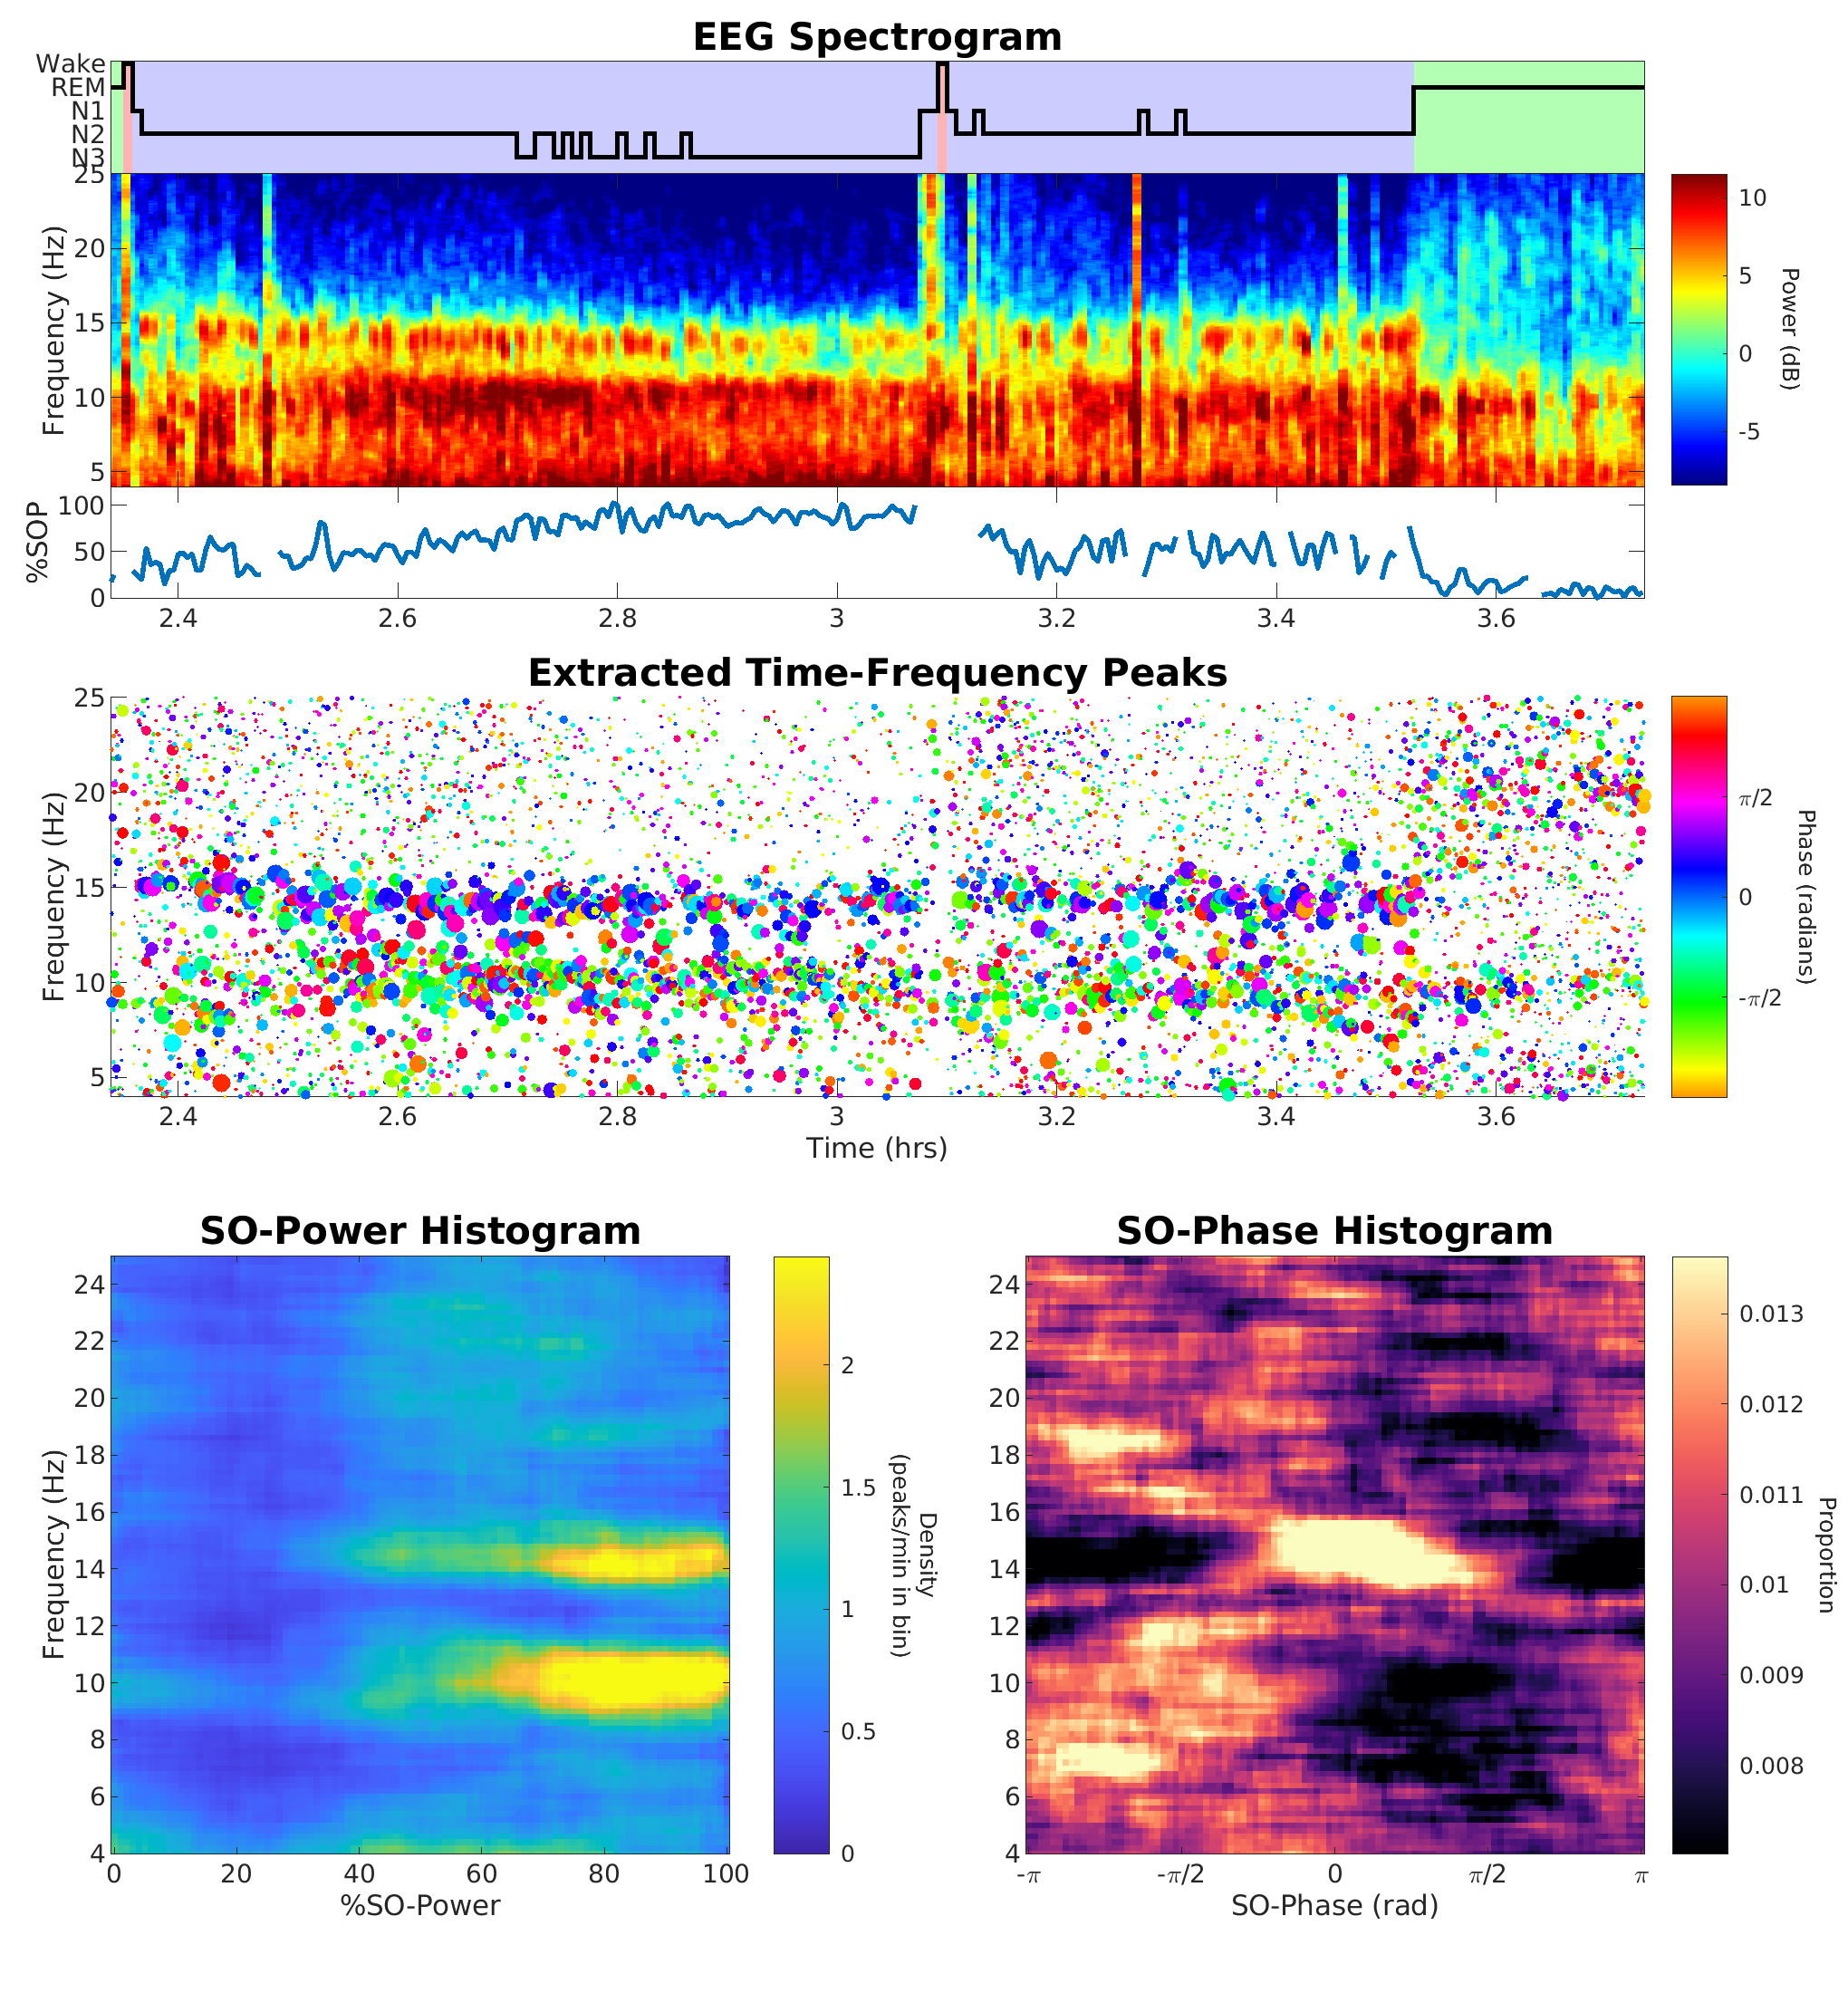 EEG Spectrogram
Wake
REM
N1
N2
N3
25
20
15
10
5
Frequency (Hz)
10
5
0
-5
Power (dB)
100
50
0
%SOP
2.4 2.6 2.8 3 3.2 3.4 3.6
Extracted Time-Frequency Peaks
25
20
15
10
5
Frequency (Hz)
π/2
0
-π/2
Phase (radians)
2.4 2.6 2.8 3 3.2 3.4 3.6
Time (hrs)
SO-Power Histogram
24
22
20
18
16
14
12
10
8
6
4
Frequency (Hz)
0 20 40 60 80 100
%SO-Power
2
1.5
1
0.5
0
Density
(peaks/min in bin)
SO-Phase Histogram
24
22
20
18
16
14
12
10
8
6
4
-π -π/2 0 π/2 π
SO-Phase (rad)
0.013
0.012
0.011
0.01
0.009
0.008
Proportion